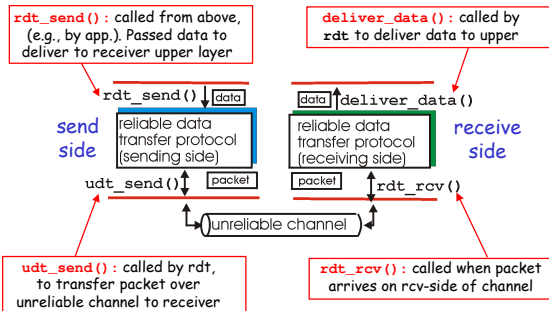 rdt_send(): called from above,
(e.g., by app.). Passed data to
deliver to receiver upper layer
deliver_data(): called by
rdt to deliver data to upper
rdt_send()
data
data
deliver_data()
send
side
reliable data
transfer protocol
(sending side)
reliable data
transfer protocol
(receiving side)
receive
side
udt_send()
packet
packet
rdt_rcv()
unreliable channel
udt_send(): called by rdt,
to transfer packet over
unreliable channel to receiver
rdt_rcv(): called when packet
arrives on rcv-side of channel